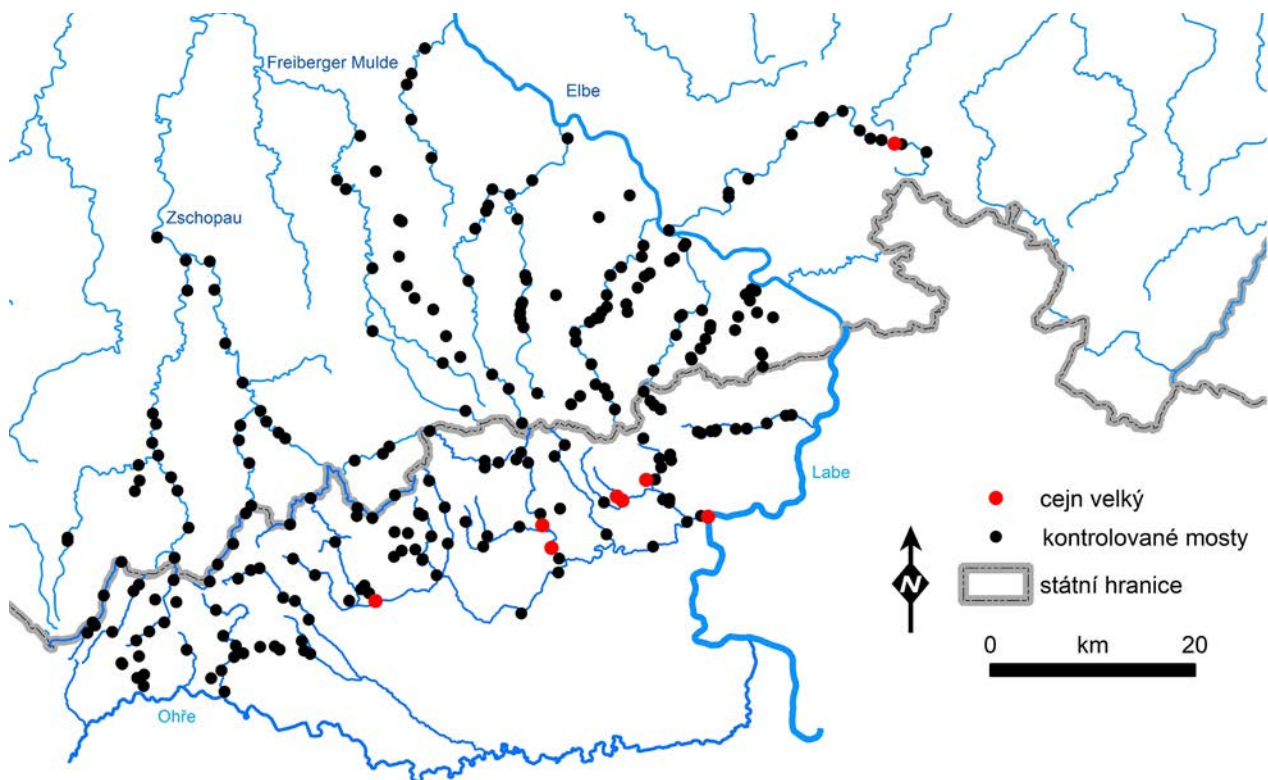 Freiberger Mulde
Elbe
Zschopau
Labe
cejn velký
kontrolované mosty
státní hranice
N
0 km 20
Ohře